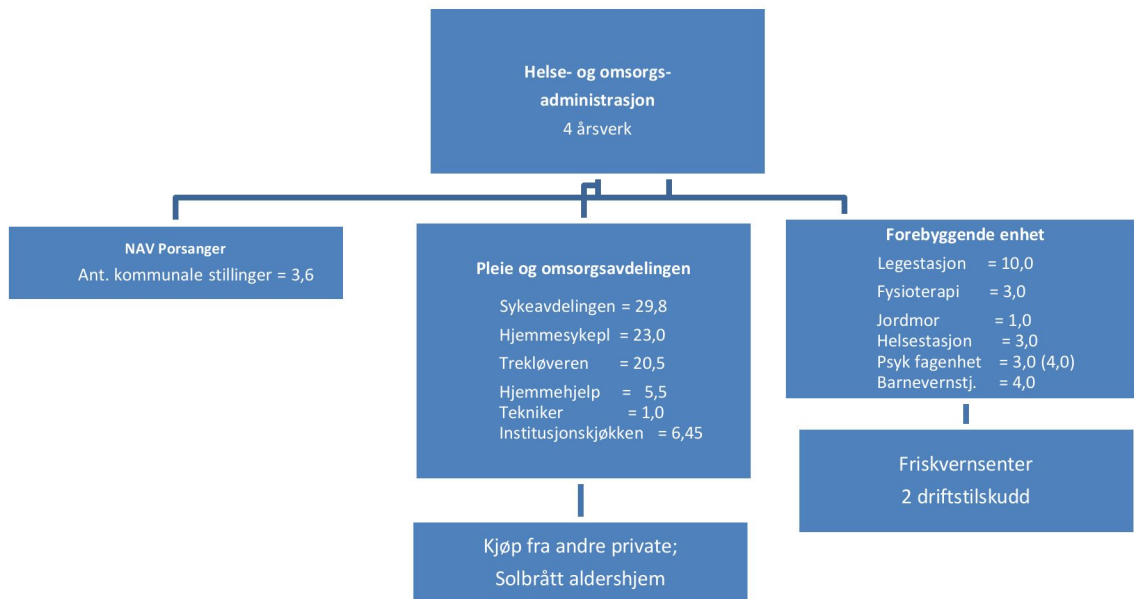 Helse- og omsorgs-
administrasjon
4 årsverk
NAV Porsanger
Ant. kommunale stillinger = 3,6
Pleie og omsorgsavdelingen
Sykeavdelingen = 29,8
Hjemmesykepl = 23,0
Trekløveren = 20,5
Hjemmehjelp = 5,5
Tekniker = 1,0
Institusjonskjøkken = 6,45
Kjøp fra andre private;
Solbrått aldershjem
Forebyggende enhet
Legestasjon = 10,0
Fysioterapi = 3,0
Jordmor = 1,0
Helsestasjon = 3,0
Psyk fagenhet = 3,0 (4,0)
Barnevernstj. = 4,0
Friskvernsenter
2 driftstilskudd